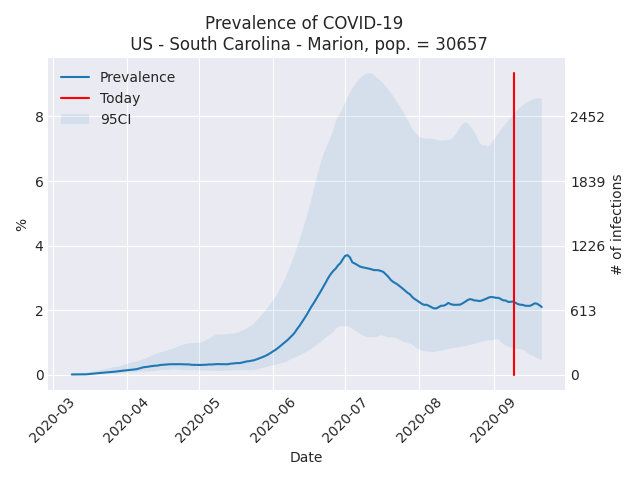 Prevalence of COVID-19
US - South Carolina - Marion, pop. = 30657
Prevalence
Today
95CI
8
6
4
2
0
%
2452
1839
1226
613
0
# of infections
2020-03
2020-04
2020-05
2020-06
2020-07
2020-08
2020-09
Date